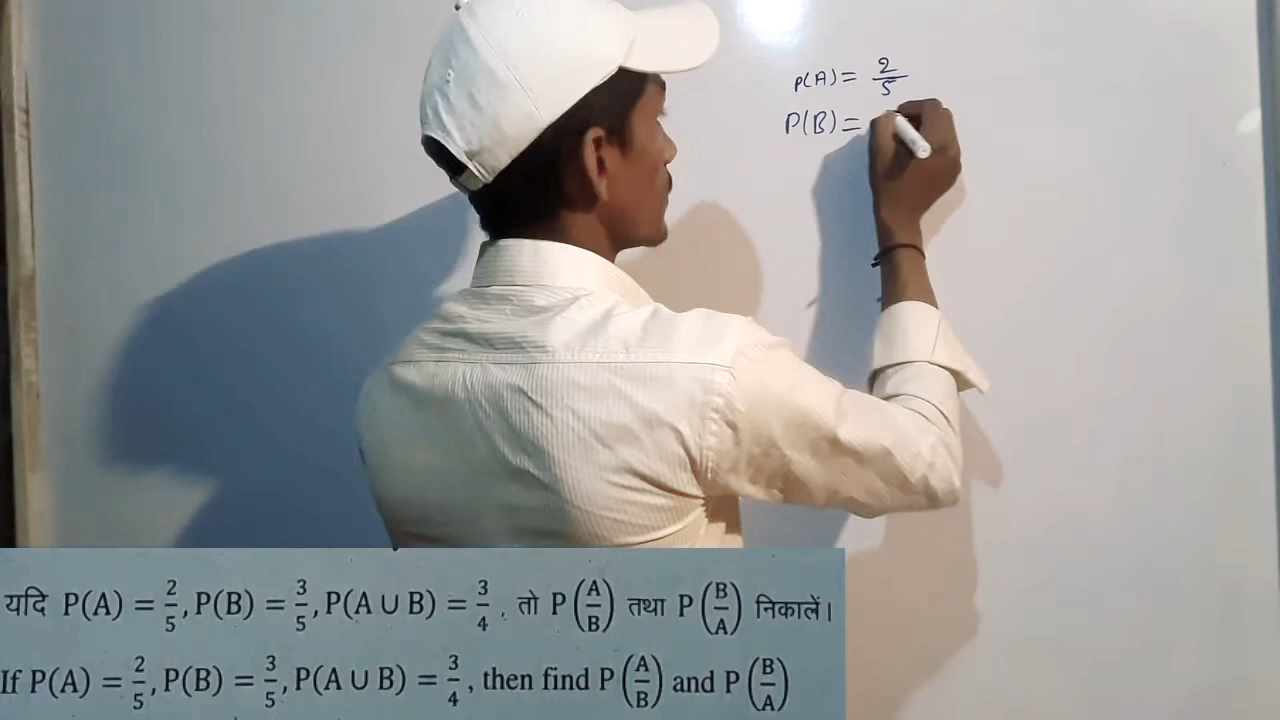 P(A) = 2/5
P(B) =
यदि P(A) = 2/5, P(B) = 3/5, P(A ∪ B) = 3/4, तो P(A/B) तथा P(B/A) निकालें।
If P(A) = 2/5, P(B) = 3/5, P(A ∪ B) = 3/4, then find P(A/B) and P(B/A)